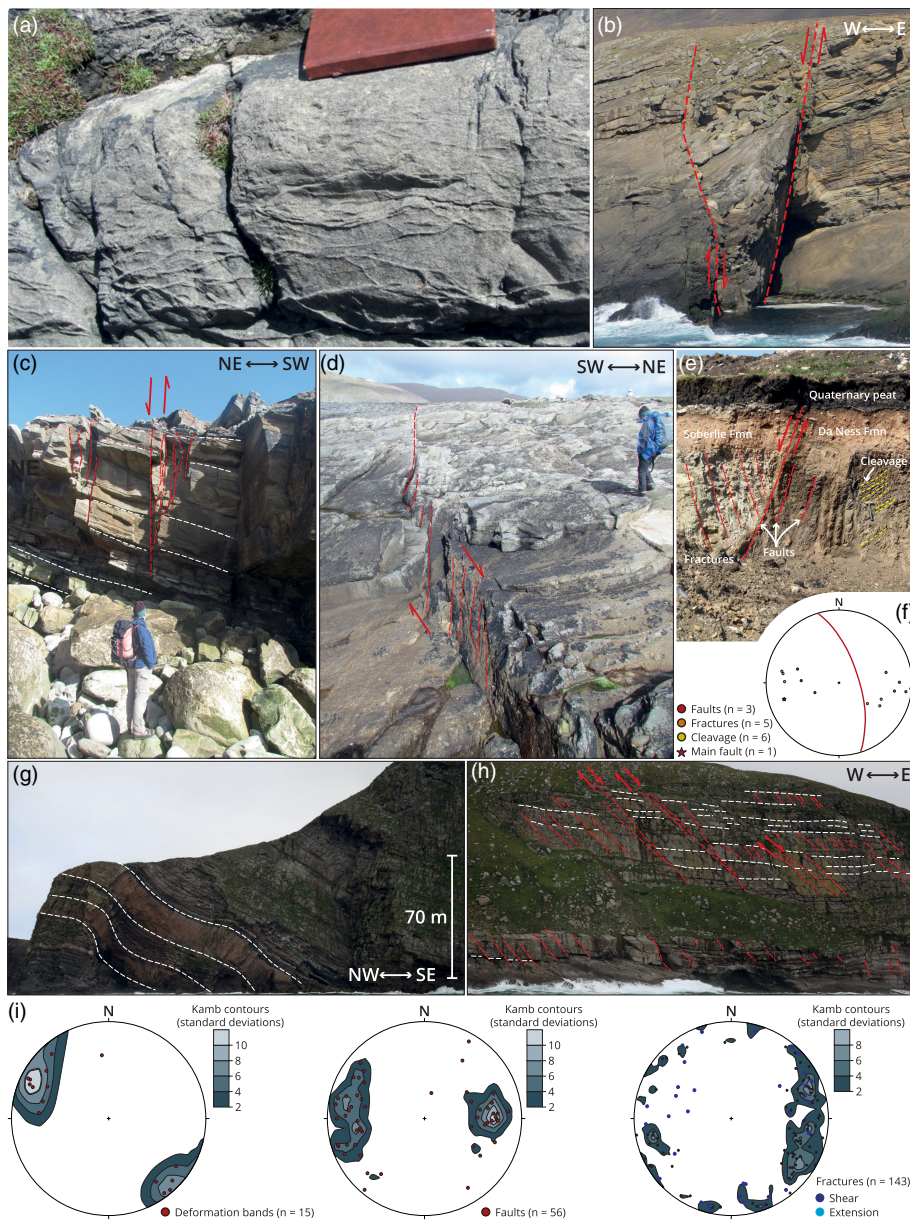 (a)
(b)
W E
(c)
NE SW
NE
(d)
SW NE
(e)
Quaternary peat
Soberlie Fmn
Da Ness Fmn
Cleavage
Fractures
Faults
(f)
N
Faults (n = 3)
Fractures (n = 5)
Cleavage (n = 6)
Main fault (n = 1)
(g)
70 m
NW SE
(h)
W E
(i)
N
Kamb contours
(standard deviations)
10
8
6
4
2
Deformation bands (n = 15)
N
Kamb contours
(standard deviations)
10
8
6
4
2
Faults (n = 56)
N
Kamb contours
(standard deviations)
8
6
4
2
Fractures (n = 143)
Shear
Extension